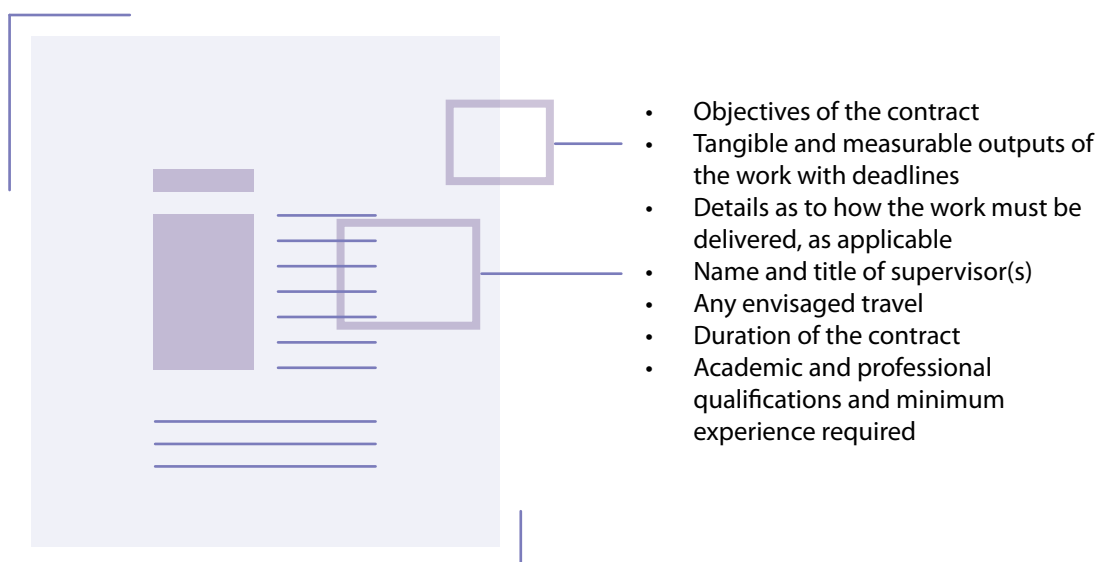 • Objectives of the contract
• Tangible and measurable outputs of
the work with deadlines
• Details as to how the work must be
delivered, as applicable
• Name and title of supervisor(s)
• Any envisaged travel
• Duration of the contract
• Academic and professional
qualifications and minimum
experience required